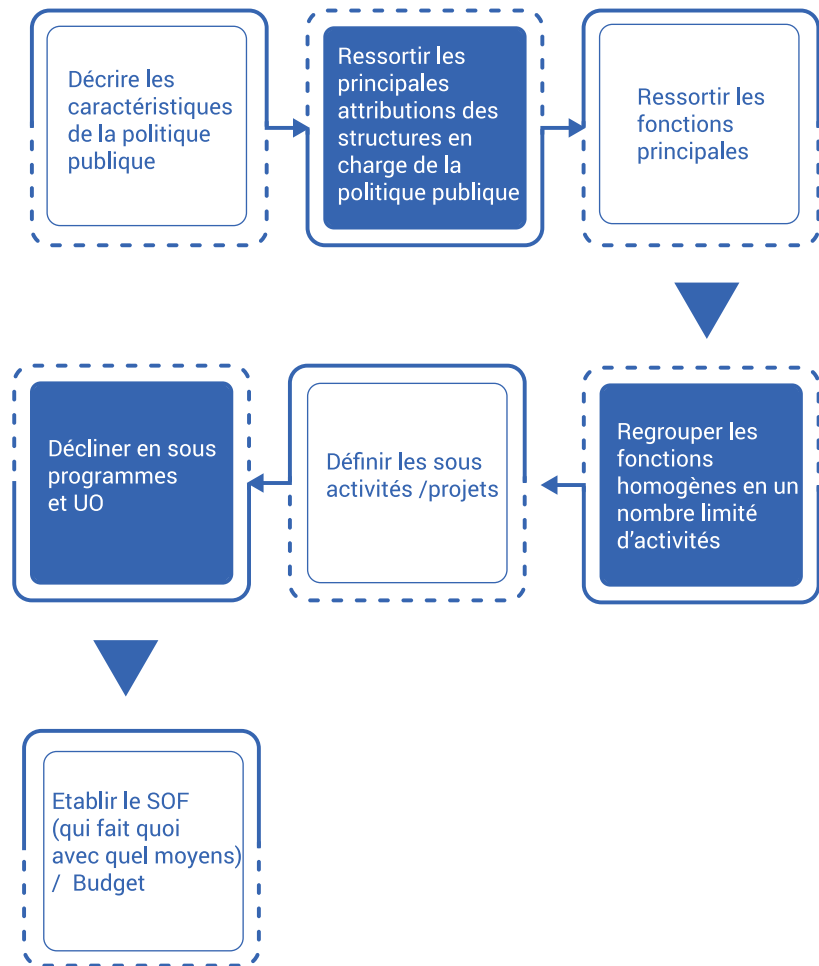 Décrire les
caractéristiques
de la politique
publique
Ressortir les
principales
attributions des
structures en
charge de la
politique publique
Ressortir les
fonctions
principales
Regrouper les
fonctions
homogènes en un
nombre limité
d'activités
Définir les sous
activités /projets
Décliner en sous
programmes
et UO
Etablir le SOF
(qui fait quoi
avec quel moyens)
/ Budget